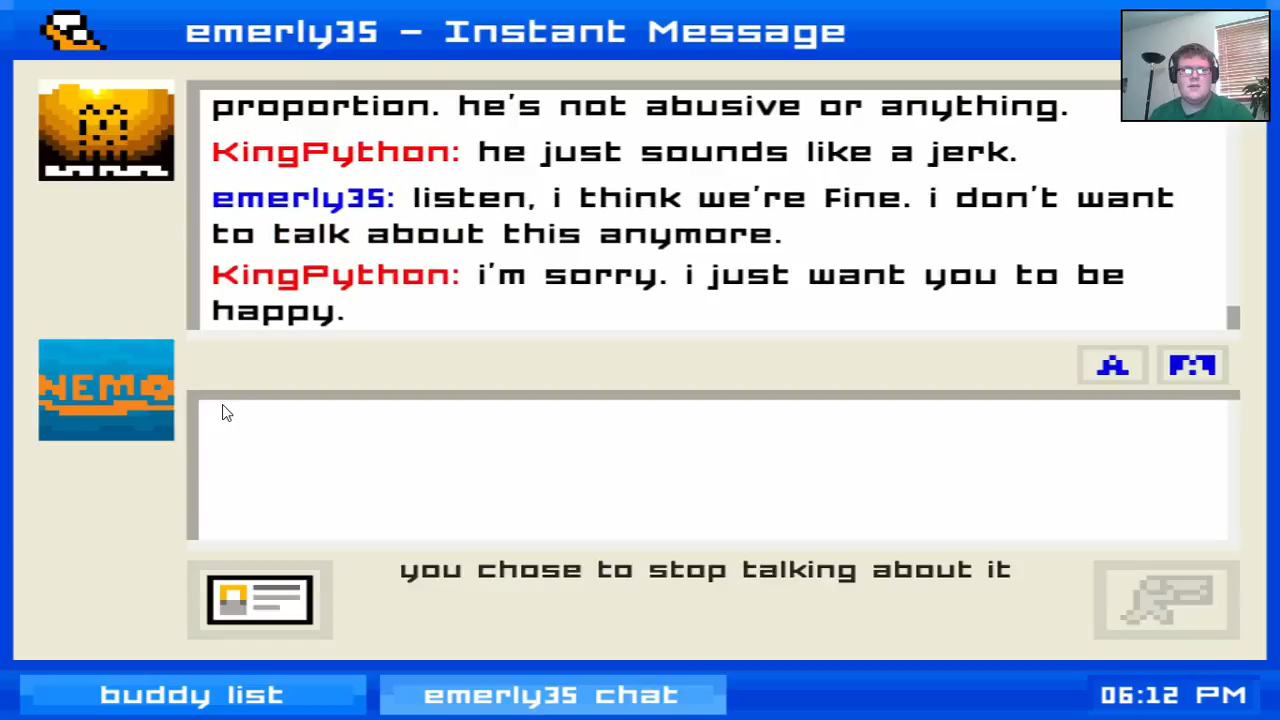 emerly35 - Instant Message
proportion. he's not abusive or anything.
KingPython: he just sounds like a jerk.
emerly35: listen, i think we're fine. i don't want
to talk about this anymore.
KingPython: i'm sorry. i just want you to be
happy.
NEMO
A
you chose to stop talking about it
buddy list
emerly35 chat
06:12 PM